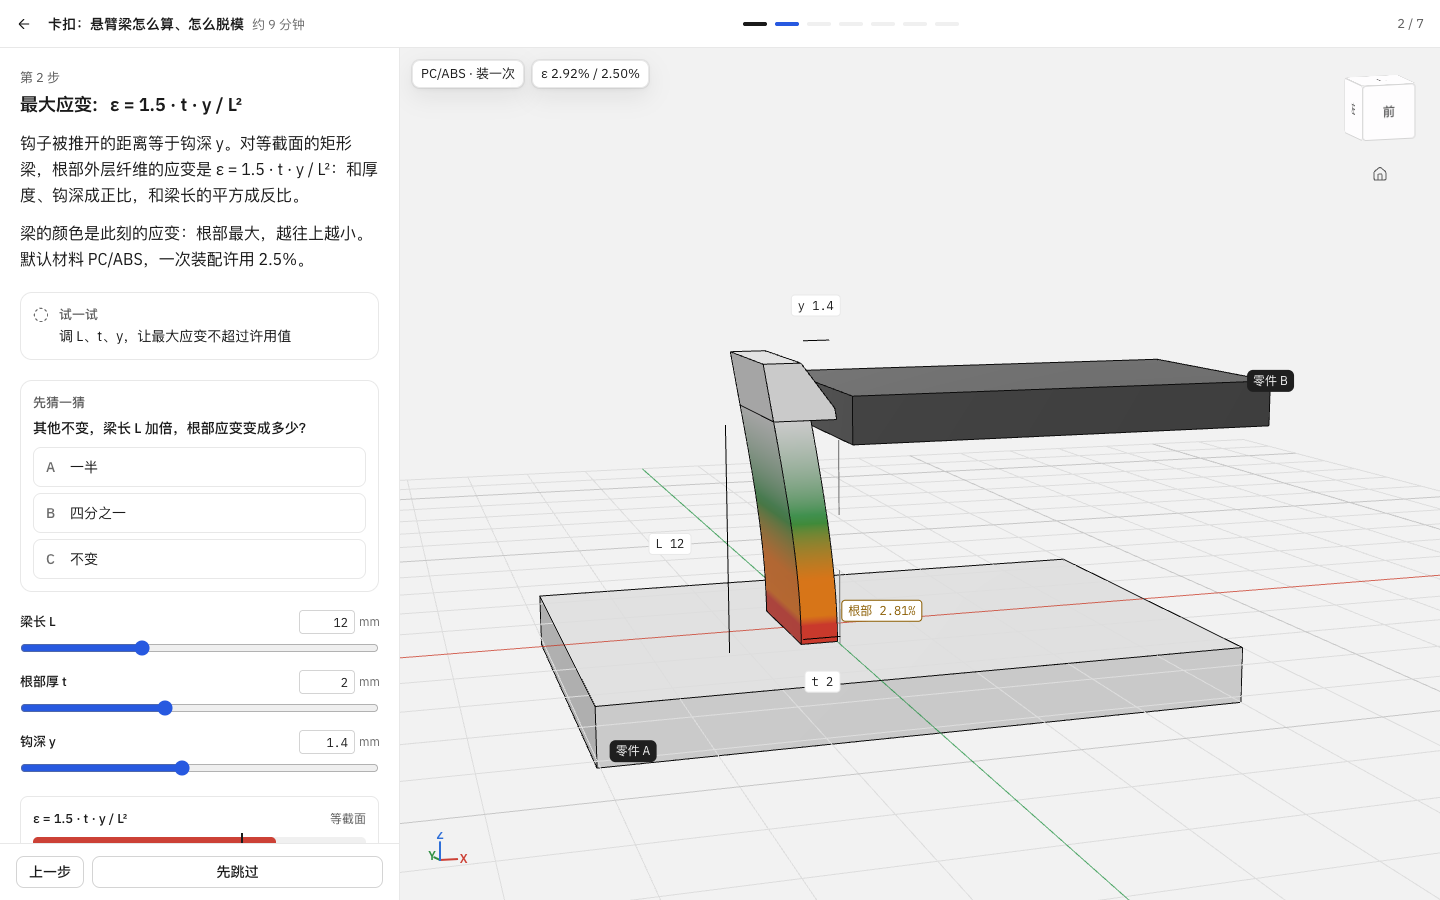 卡扣：悬臂梁怎么算、怎么脱模 约 9 分钟
2 / 7
第 2 步
最大应变：ε = 1.5 · t · y / L²
钩子被推开的距离等于钩深 y。对等截面的矩形
梁，根部外层纤维的应变是 ε = 1.5 · t · y / L²：和厚
度、钩深成正比，和梁长的平方成反比。
梁的颜色是此刻的应变：根部最大，越往上越小。
默认材料 PC/ABS，一次装配许用 2.5%。
试一试
调 L、t、y，让最大应变不超过许用值
先猜一猜
其他不变，梁长 L 加倍，根部应变变成多少？
A 一半
B 四分之一
C 不变
梁长 L 12 mm
根部厚 t 2 mm
钩深 y 1.4 mm
ε = 1.5 · t · y / L² 等截面
上一步
先跳过
PC/ABS · 装一次
ε 2.92% / 2.50%
前
y 1.4
零件 B
L 12
根部 2.81%
t 2
零件 A
Z
Y
X